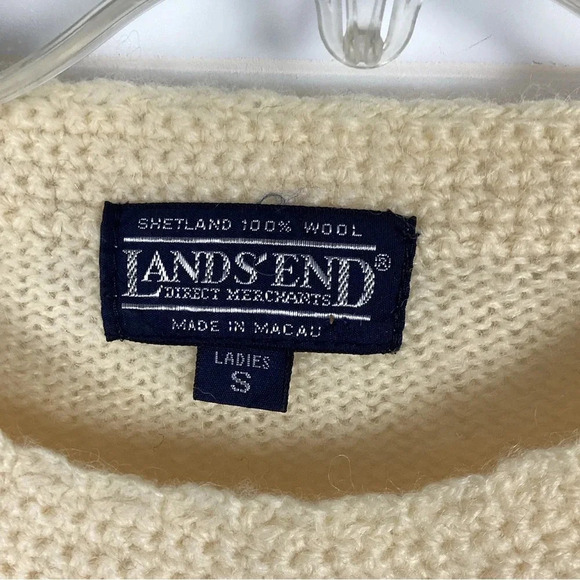 SHETLAND 100% WOOL
LANDS' END®
DIRECT MERCHANTS
MADE IN MACAU
LADIES
S